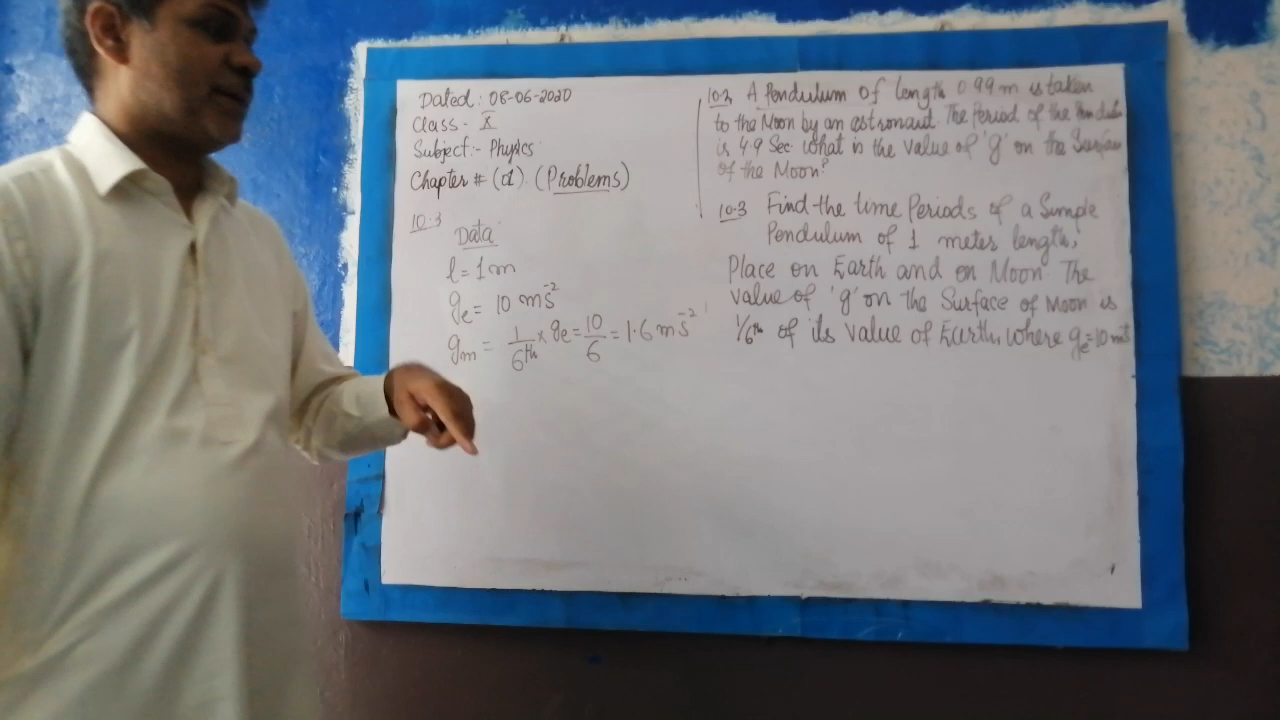 Dated: 08-06-2020
Class - X
Subject:- Physics
Chapter # (01). (Problems)
10.3
Data
l = 1m
ge = 10 ms-2
gm = 1/6th × ge = 10/6 = 1.6 ms-2
10.2 A Pendulum of length 0.99 m is taken
to the Moon by an astronaut. The Period of the
is 4.9 Sec. What is the value of 'g' on the Surface
of the Moon?
10.3 Find the time Periods of a Simple
Pendulum of 1 meter length,
Place on Earth and on Moon. The
value of 'g' on the Surface of Moon is
1/6th of its value of Earth, where ge=10 ms-2